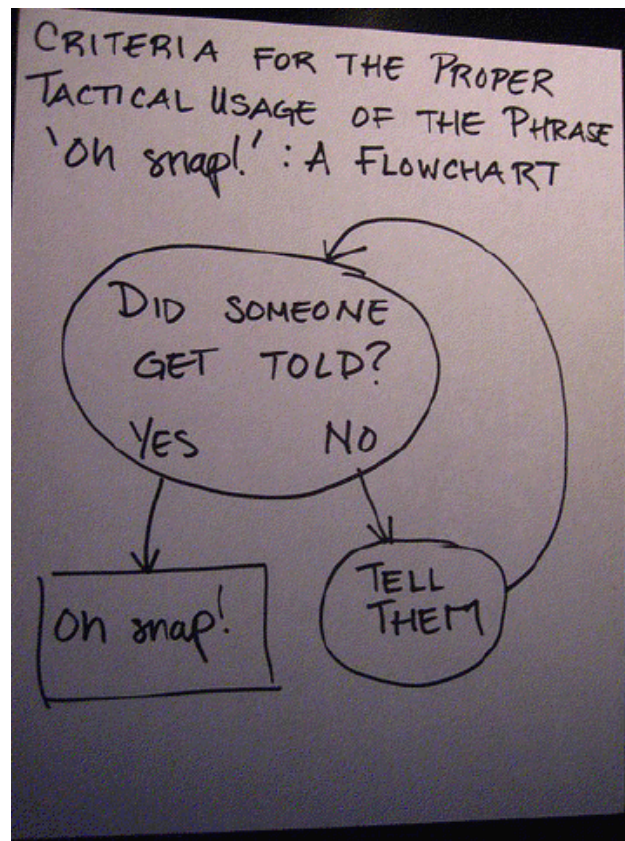 CRITERIA FOR THE PROPER
TACTICAL USAGE OF THE PHRASE
'Oh snap!' : A FLOWCHART
DID SOMEONE
GET TOLD?
YES NO
Oh snap!
TELL
THEM